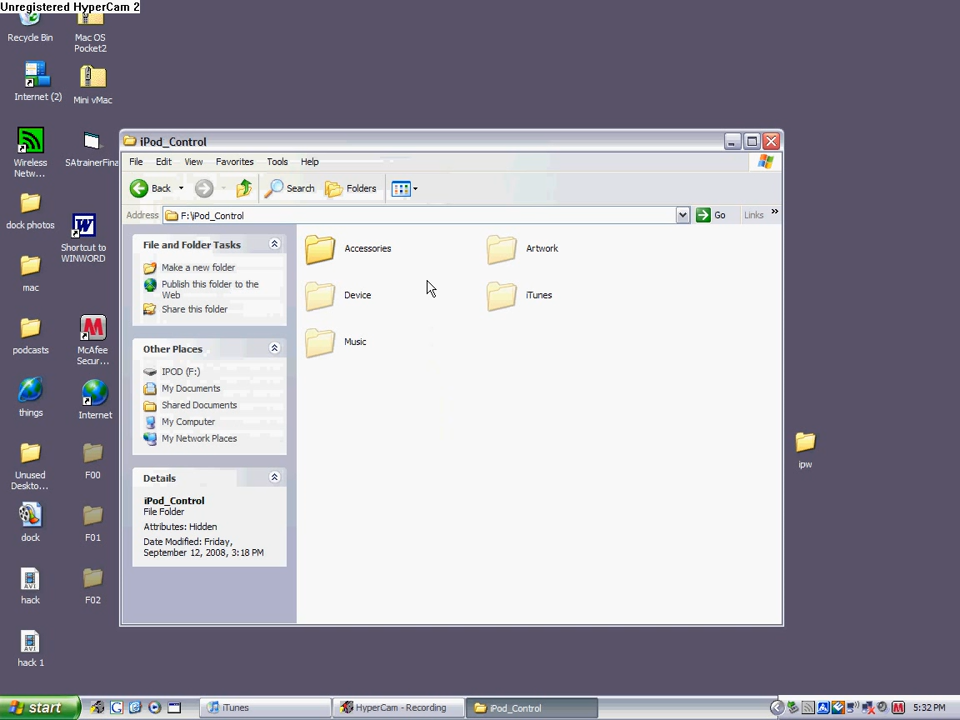 Unregistered HyperCam 2
Recycle Bin
Mac OS
Pocket2
Internet (2)
Mini vMac
Wireless
Netw...
SAtrainerFina
dock photos
Shortcut to
WINWORD
mac
podcasts
McAfee
Secur...
things
Internet
Unused
Deskto...
F00
dock
F01
hack
F02
hack 1
iPod_Control
File
Edit
View
Favorites
Tools
Help
Back
Search
Folders
Address
F:\iPod_Control
Go
Links
File and Folder Tasks
Make a new folder
Publish this folder to the
Web
Share this folder
Other Places
IPOD (F:)
My Documents
Shared Documents
My Computer
My Network Places
Details
iPod_Control
File Folder
Attributes: Hidden
Date Modified: Friday,
September 12, 2008, 3:18 PM
Accessories
Artwork
Device
iTunes
Music
ipw
start
iTunes
HyperCam - Recording
iPod_Control
5:32 PM